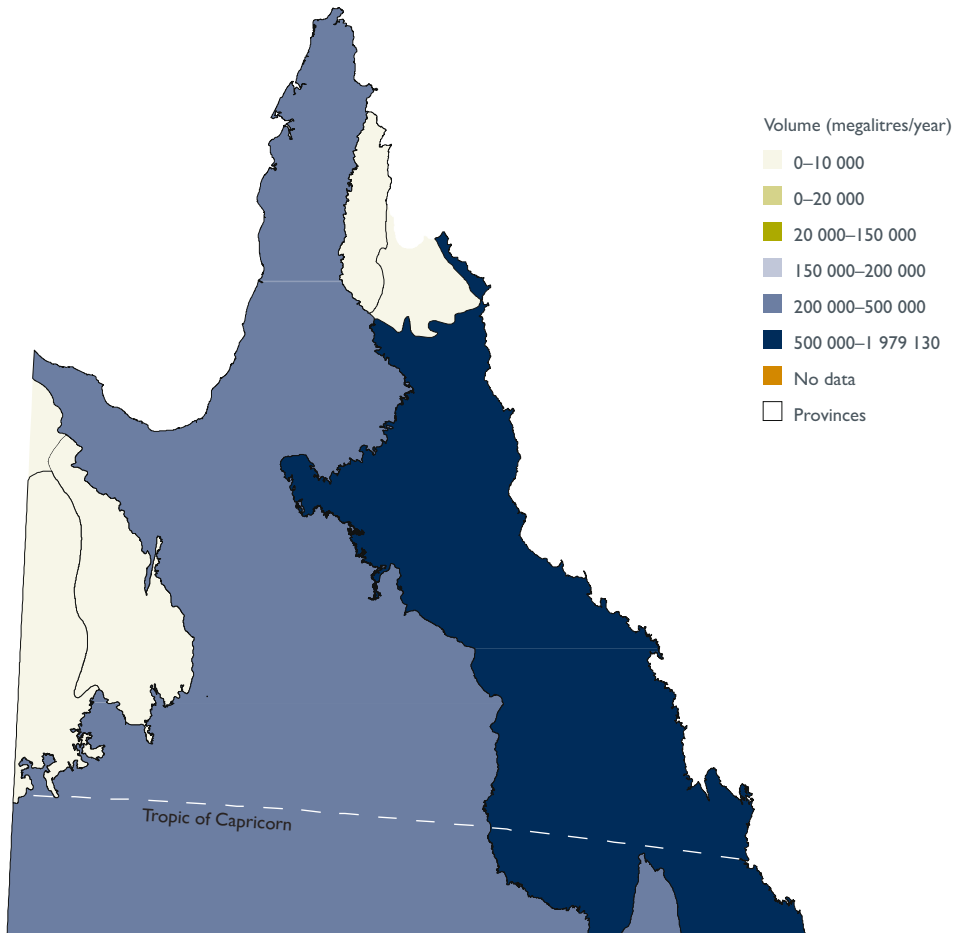 Volume (megalitres/year)
0–10 000
0–20 000
20 000–150 000
150 000–200 000
200 000–500 000
500 000–1 979 130
No data
Provinces
Tropic of Capricorn